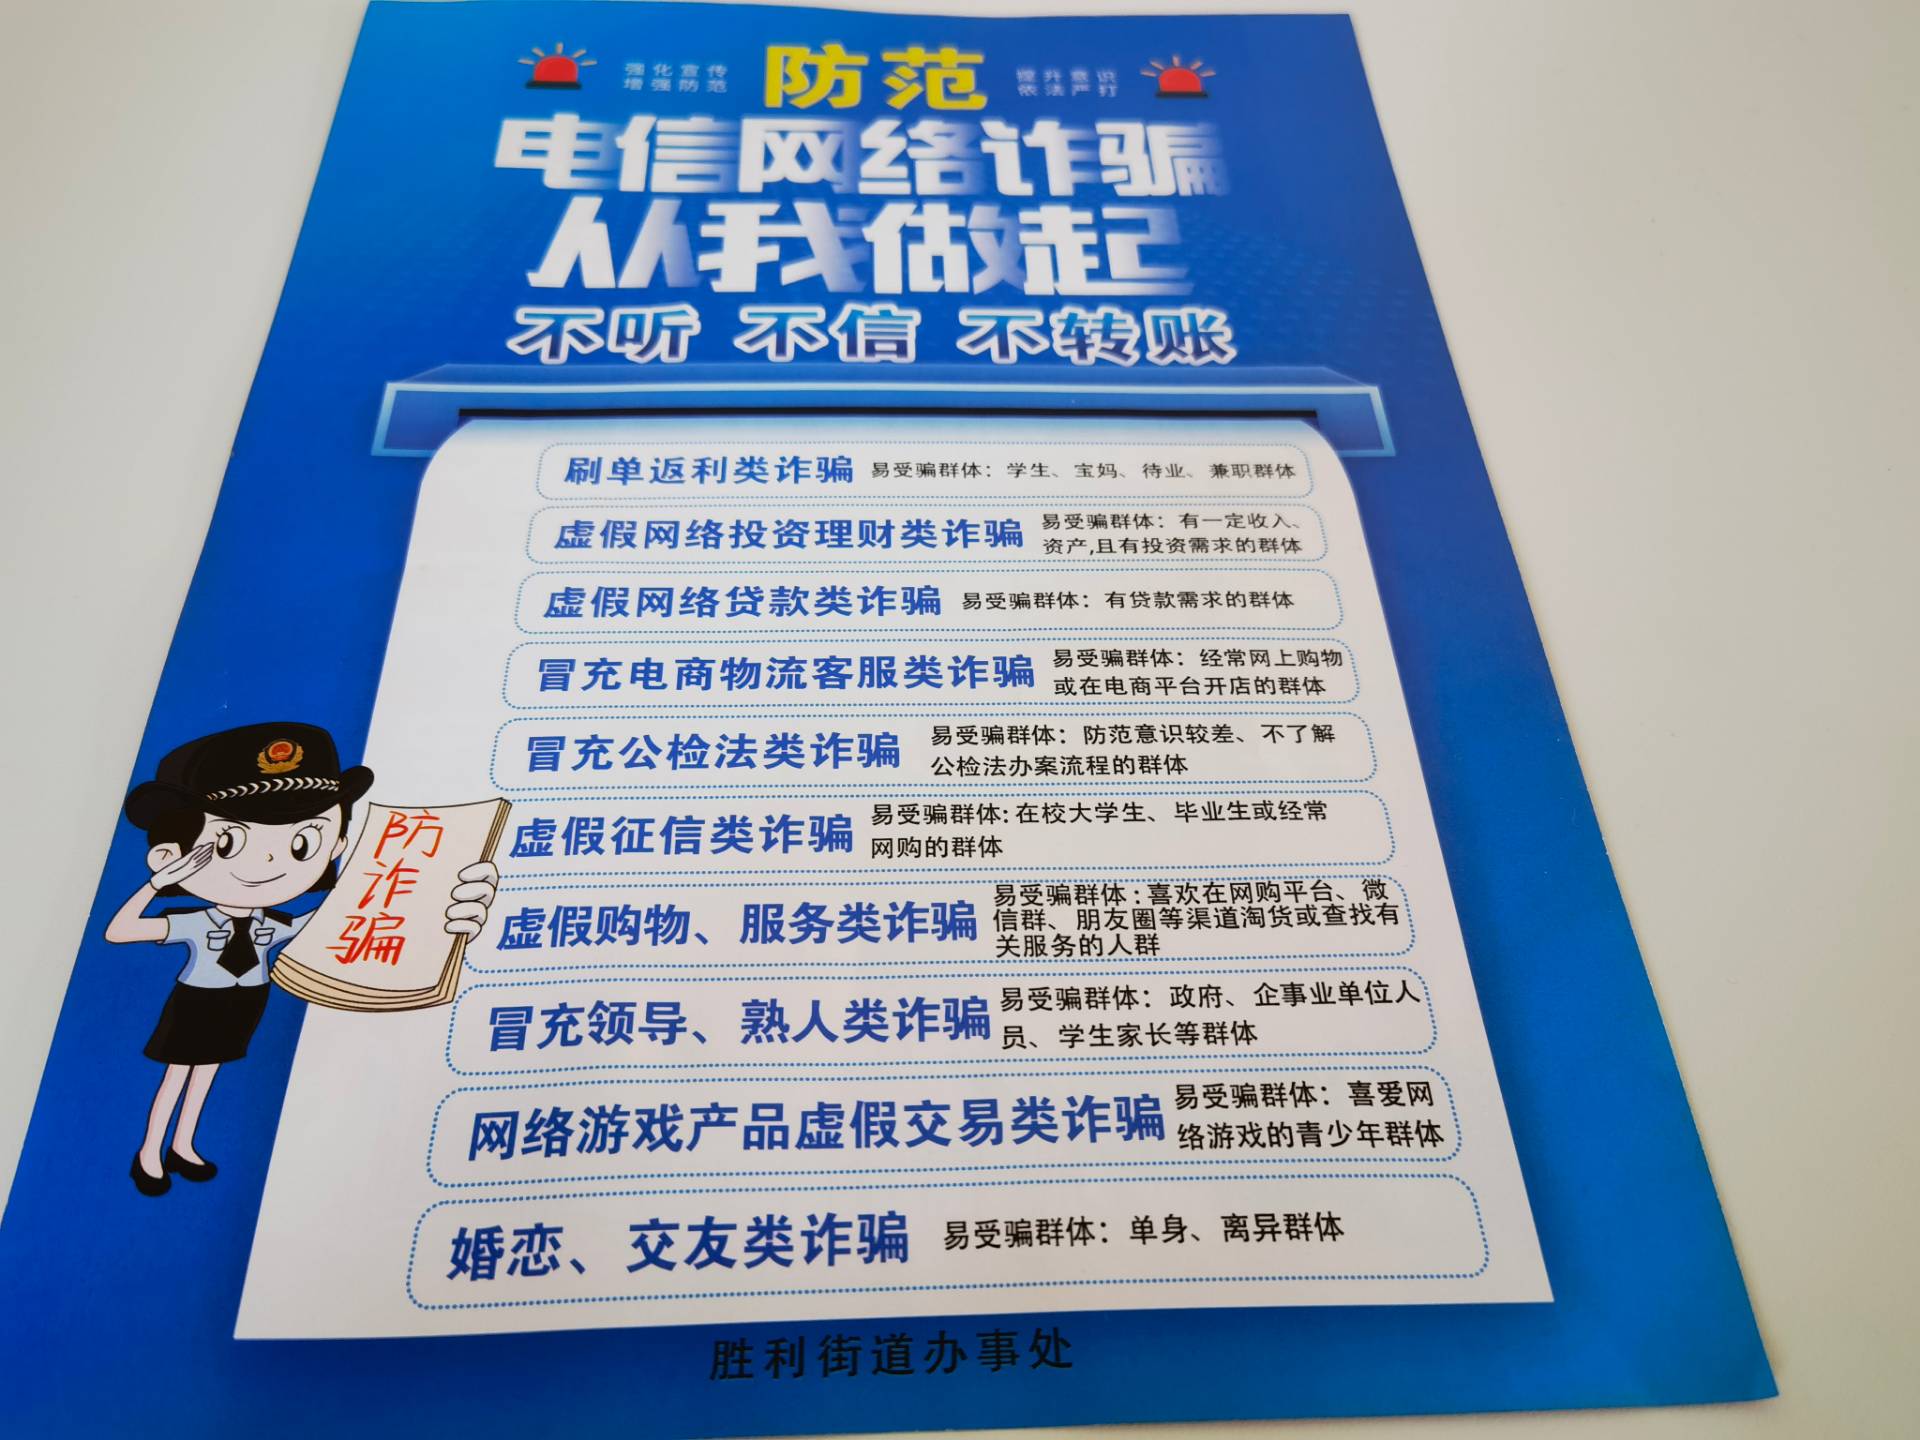 强化宣传
增强防范
防范
提升意识
依法严打
电信网络诈骗
从我做起
不听 不信 不转账
刷单返利类诈骗 易受骗群体：学生、宝妈、待业、兼职群体
虚假网络投资理财类诈骗 易受骗群体：有一定收入、
资产,且有投资需求的群体
虚假网络贷款类诈骗 易受骗群体：有贷款需求的群体
冒充电商物流客服类诈骗 易受骗群体：经常网上购物
或在电商平台开店的群体
冒充公检法类诈骗 易受骗群体：防范意识较差、不了解
公检法办案流程的群体
虚假征信类诈骗 易受骗群体:在校大学生、毕业生或经常
网购的群体
虚假购物、服务类诈骗 易受骗群体:喜欢在网购平台、微
信群、朋友圈等渠道淘货或查找有
关服务的人群
冒充领导、熟人类诈骗 易受骗群体：政府、企事业单位人
员、学生家长等群体
网络游戏产品虚假交易类诈骗 易受骗群体：喜爱网
络游戏的青少年群体
婚恋、交友类诈骗 易受骗群体：单身、离异群体
防
诈
骗
胜利街道办事处